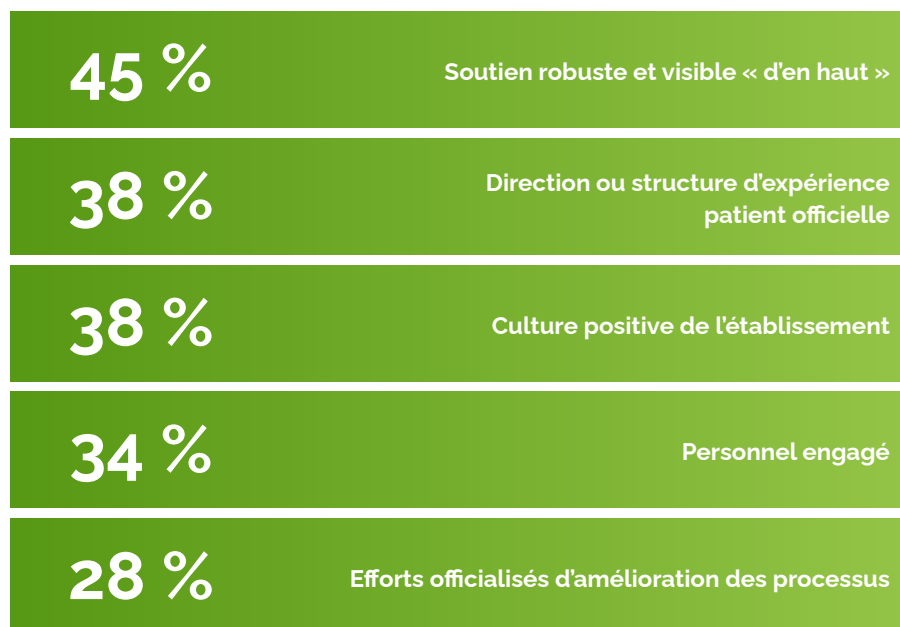 45 %
Soutien robuste et visible « d’en haut »
38 %
Direction ou structure d’expérience
patient officielle
38 %
Culture positive de l’établissement
34 %
Personnel engagé
28 %
Efforts officialisés d’amélioration des processus